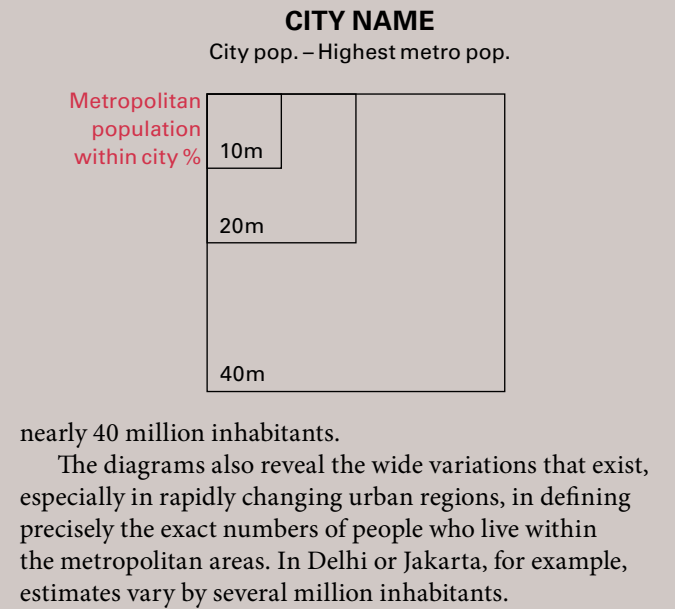 CITY NAME
City pop. – Highest metro pop.
Metropolitan
population
within city %
10m
20m
40m
nearly 40 million inhabitants.
The diagrams also reveal the wide variations that exist,
especially in rapidly changing urban regions, in defining
precisely the exact numbers of people who live within
the metropolitan areas. In Delhi or Jakarta, for example,
estimates vary by several million inhabitants.